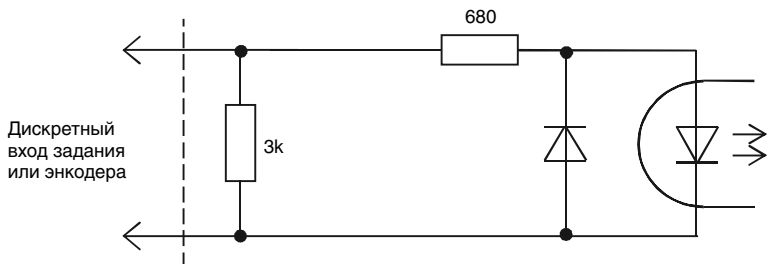 680
Дискретный
вход задания
или энкодера
3k